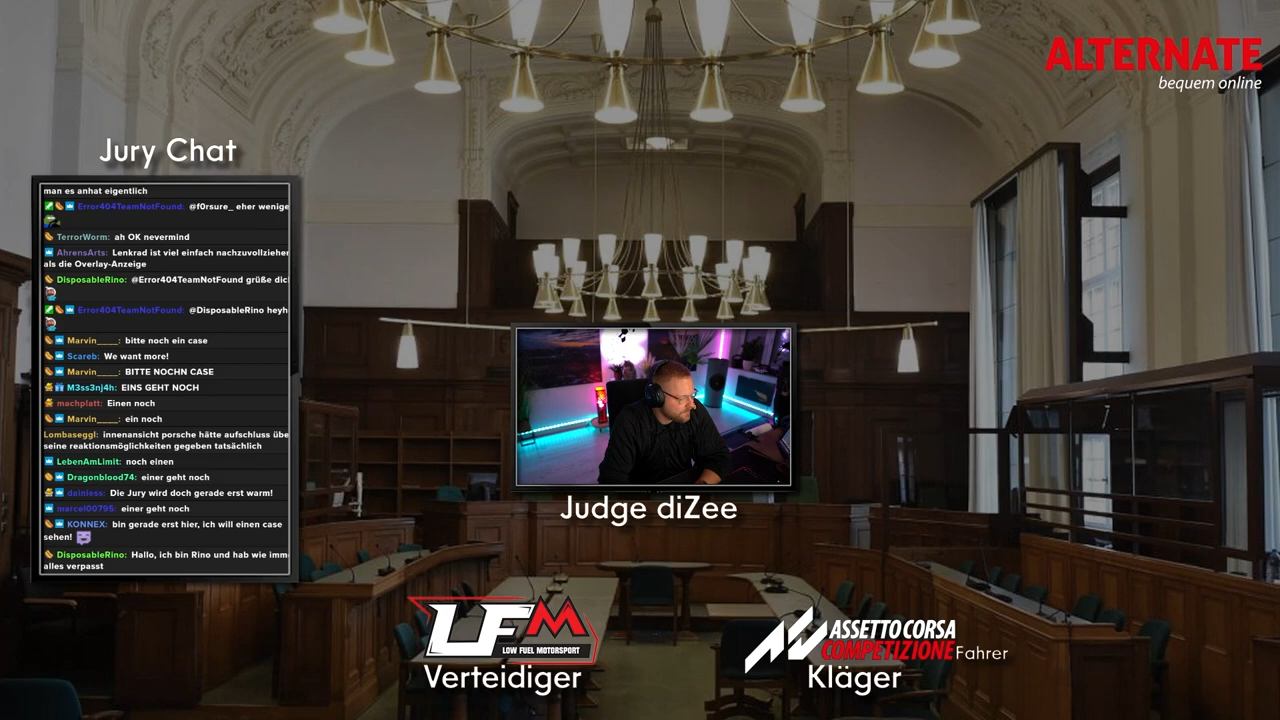 ALTERNATE
bequem online
Jury Chat
man es anhat eigentlich
Error404TeamNotFound: @f0rsure_ eher wenige
TerrorWorm: ah OK nevermind
AhrensArts: Lenkrad ist viel einfach nachzuvollziehen
als die Overlay-Anzeige
DisposableRino: @Error404TeamNotFound grüße dic
Error404TeamNotFound: @DisposableRino heyh
Marvin_____: bitte noch ein case
Scareb: We want more!
Marvin_____: BITTE NOCHN CASE
M3ss3nj4h: EINS GEHT NOCH
machplatt: Einen noch
Marvin_____: ein noch
Lombaseggl: innenansicht porsche hätte aufschluss übe
seine reaktionsmöglichkeiten gegeben tatsächlich
LebenAmLimit: noch einen
Dragonblood74: einer geht noch
dainless: Die Jury wird doch gerade erst warm!
marcel00795: einer geht noch
KONNEX: bin gerade erst hier, ich will einen case
sehen!
DisposableRino: Hallo, ich bin Rino und hab wie imm
alles verpasst
Judge diZee
LFM
LOW FUEL MOTORSPORT
Verteidiger
ASSETTO CORSA
COMPETIZIONE Fahrer
Kläger